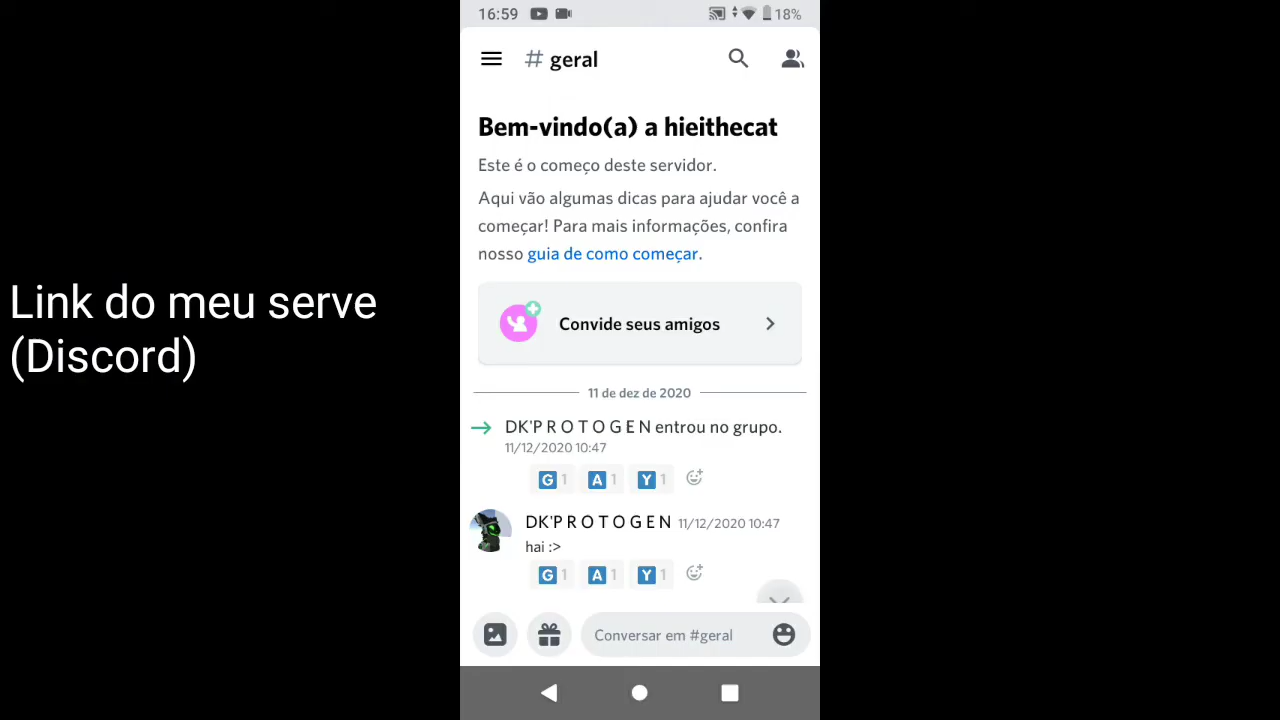 16:59
18%
# geral
Bem-vindo(a) a hieithecat
Este é o começo deste servidor.
Aqui vão algumas dicas para ajudar você a
começar! Para mais informações, confira
nosso guia de como começar.
Link do meu serve
(Discord)
Convide seus amigos
11 de dez de 2020
DK'P R O T O G E N entrou no grupo.
11/12/2020 10:47
G 1 A 1 Y 1
DK'P R O T O G E N 11/12/2020 10:47
hai :>
G 1 A 1 Y 1
Conversar em #geral